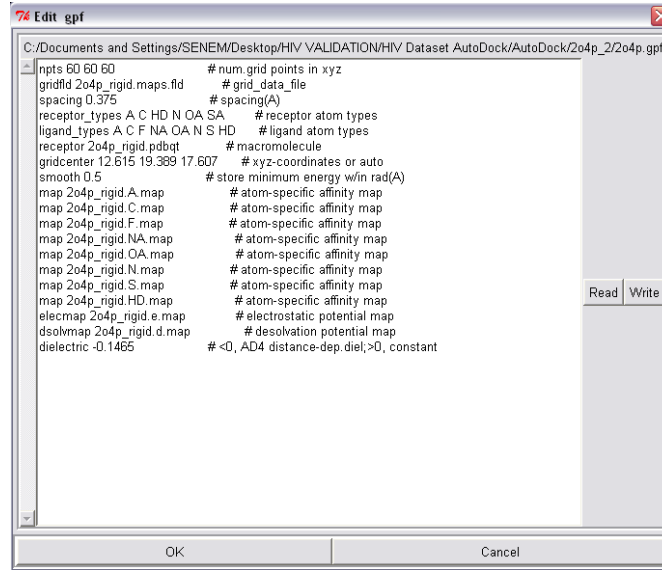 Edit gpf
C:/Documents and Settings/SENEM/Desktop/HIV VALIDATION/HIV Dataset AutoDock/AutoDock/2o4p_2/2o4p.gpf
npts 60 60 60 # num.grid points in xyz
gridfld 2o4p_rigid.maps.fld # grid_data_file
spacing 0.375 # spacing(A)
receptor_types A C HD N OA SA # receptor atom types
ligand_types A C F NA OA N S HD # ligand atom types
receptor 2o4p_rigid.pdbqt # macromolecule
gridcenter 12.615 19.389 17.607 # xyz-coordinates or auto
smooth 0.5 # store minimum energy w/in rad(A)
map 2o4p_rigid.A.map # atom-specific affinity map
map 2o4p_rigid.C.map # atom-specific affinity map
map 2o4p_rigid.F.map # atom-specific affinity map
map 2o4p_rigid.NA.map # atom-specific affinity map
map 2o4p_rigid.OA.map # atom-specific affinity map
map 2o4p_rigid.N.map # atom-specific affinity map
map 2o4p_rigid.S.map # atom-specific affinity map
map 2o4p_rigid.HD.map # atom-specific affinity map
elecmap 2o4p_rigid.e.map # electrostatic potential map
dsolvmap 2o4p_rigid.d.map # desolvation potential map
dielectric -0.1465 # <0, AD4 distance-dep.diel;>0, constant
Read Write
OK Cancel